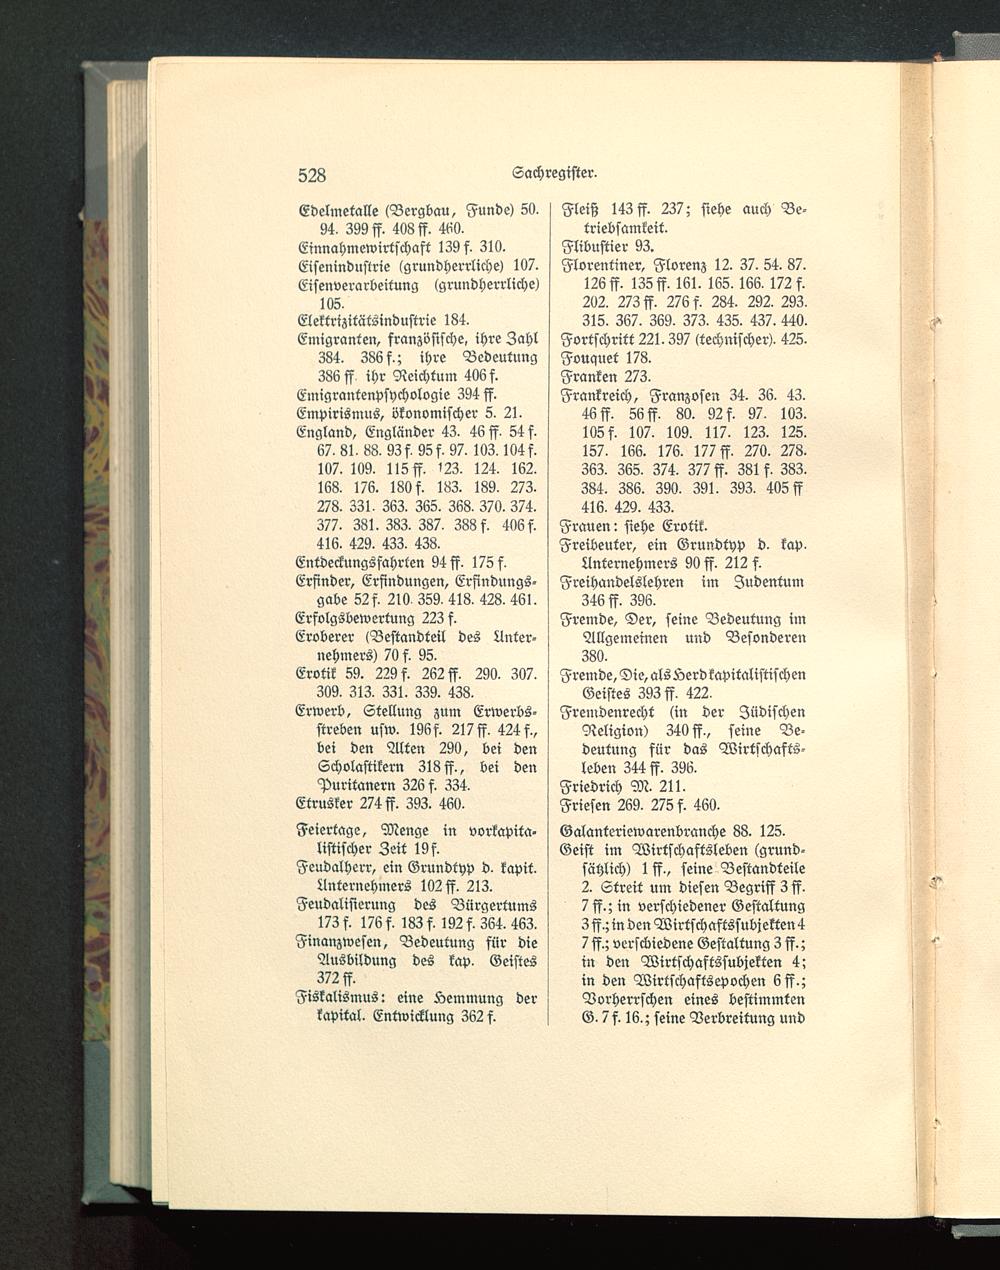 528
Sachregister.
Edelmetalle (Bergbau, Funde) 50.
94. 399 ff. 408 ff. 460.
Einnahmewirtschaft 139 f. 310.
Eisenindustrie (grundherrliche) 107.
Eisenverarbeitung (grundherrliche)
105.
Elektrizitätsindustrie 184.
Emigranten, französische, ihre Zahl
384. 386 f.; ihre Bedeutung
386 ff. ihr Reichtum 406 f.
Emigrantenpsychologie 394 ff.
Empirismus, ökonomischer 5. 21.
England, Engländer 43. 46 ff. 54 f.
67. 81. 88. 93 f. 95 f. 97. 103. 104 f.
107. 109. 115 ff. 123. 124. 162.
168. 176. 180 f. 183. 189. 273.
278. 331. 363. 365. 368. 370. 374.
377. 381. 383. 387. 388 f. 406 f.
416. 429. 433. 438.
Entdeckungsfahrten 94 ff. 175 f.
Erfinder, Erfindungen, Erfindungs-
gabe 52 f. 210. 359. 418. 428. 461.
Erfolgsbewertung 223 f.
Eroberer (Bestandteil des Unter-
nehmers) 70 f. 95.
Erotik 59. 229 f. 262 ff. 290. 307.
309. 313. 331. 339. 438.
Erwerb, Stellung zum Erwerbs-
streben usw. 196 f. 217 ff. 424 f.,
bei den Alten 290, bei den
Scholastikern 318 ff., bei den
Puritanern 326 f. 334.
Etrusker 274 ff. 393. 460.
Feiertage, Menge in vorkapita-
listischer Zeit 19 f.
Feudalherr, ein Grundtyp d. kapit.
Unternehmers 102 ff. 213.
Feudalisierung des Bürgertums
173 f. 176 f. 183 f. 192 f. 364. 463.
Finanzwesen, Bedeutung für die
Ausbildung des kap. Geistes
372 ff.
Fiskalismus: eine Hemmung der
kapital. Entwicklung 362 f.
Fleiß 143 ff. 237; siehe auch Be-
triebsamkeit.
Flibustier 93.
Florentiner, Florenz 12. 37. 54. 87.
126 ff. 135 ff. 161. 165. 166. 172 f.
202. 273 ff. 276 f. 284. 292. 293.
315. 367. 369. 373. 435. 437. 440.
Fortschritt 221. 397 (technischer). 425.
Fouquet 178.
Franken 273.
Frankreich, Franzosen 34. 36. 43.
46 ff. 56 ff. 80. 92 f. 97. 103.
105 f. 107. 109. 117. 123. 125.
157. 166. 176. 177 ff. 270. 278.
363. 365. 374. 377 ff. 381 f. 383.
384. 386. 390. 391. 393. 405 ff
416. 429. 433.
Frauen: siehe Erotik.
Freibeuter, ein Grundtyp d. kap.
Unternehmers 90 ff. 212 f.
Freihandelslehren im Judentum
346 ff. 396.
Fremde, Der, seine Bedeutung im
Allgemeinen und Besonderen
380.
Fremde, Die, als Herd kapitalistischen
Geistes 393 ff. 422.
Fremdenrecht (in der Jüdischen
Religion) 340 ff., seine Be-
deutung für das Wirtschafts-
leben 344 ff. 396.
Friedrich M. 211.
Friesen 269. 275 f. 460.
Galanteriewarenbranche 88. 125.
Geist im Wirtschaftsleben (grund-
sätzlich) 1 ff., seine Bestandteile
2. Streit um diesen Begriff 3 ff.
7 ff.; in verschiedener Gestaltung
3 ff.; in den Wirtschaftssubjekten 4
7 ff.; verschiedene Gestaltung 3 ff.;
in den Wirtschaftssubjekten 4;
in den Wirtschaftsepochen 6 ff.;
Vorherrschen eines bestimmten
G. 7 f. 16.; seine Verbreitung und